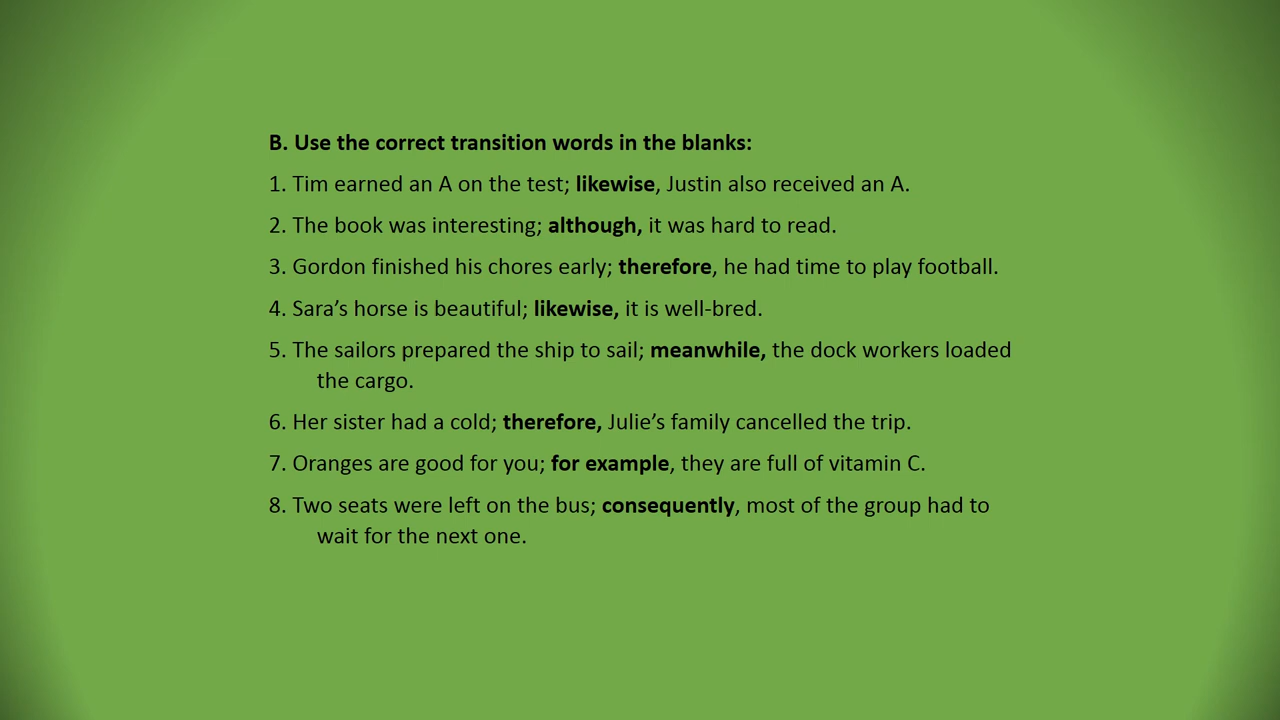 B. Use the correct transition words in the blanks:
1. Tim earned an A on the test; likewise, Justin also received an A.
2. The book was interesting; although, it was hard to read.
3. Gordon finished his chores early; therefore, he had time to play football.
4. Sara’s horse is beautiful; likewise, it is well-bred.
5. The sailors prepared the ship to sail; meanwhile, the dock workers loaded
the cargo.
6. Her sister had a cold; therefore, Julie’s family cancelled the trip.
7. Oranges are good for you; for example, they are full of vitamin C.
8. Two seats were left on the bus; consequently, most of the group had to
wait for the next one.